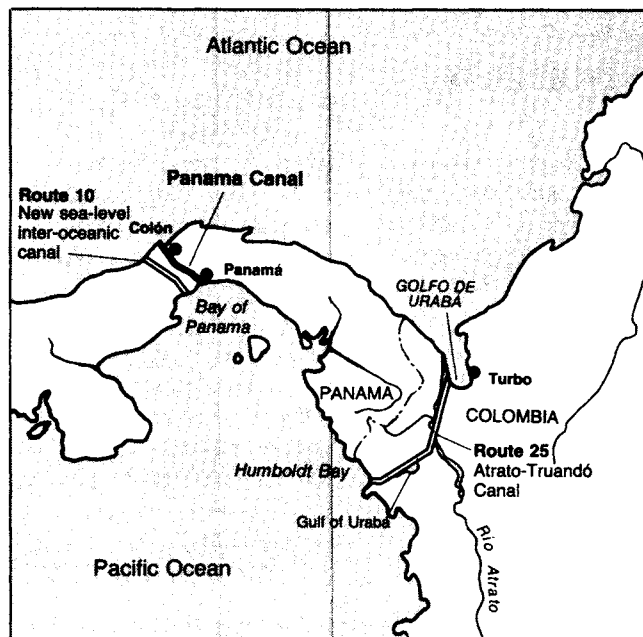 Atlantic Ocean
Panama Canal
Route 10
New sea-level
inter-oceanic
canal
Colón
Panamá
Bay of
Panama
GOLFO DE
URABÁ
Turbo
PANAMA
COLOMBIA
Route 25
Atrato-Truandó
Canal
Humboldt Bay
Gulf of Urabá
Río Atrato
Pacific Ocean